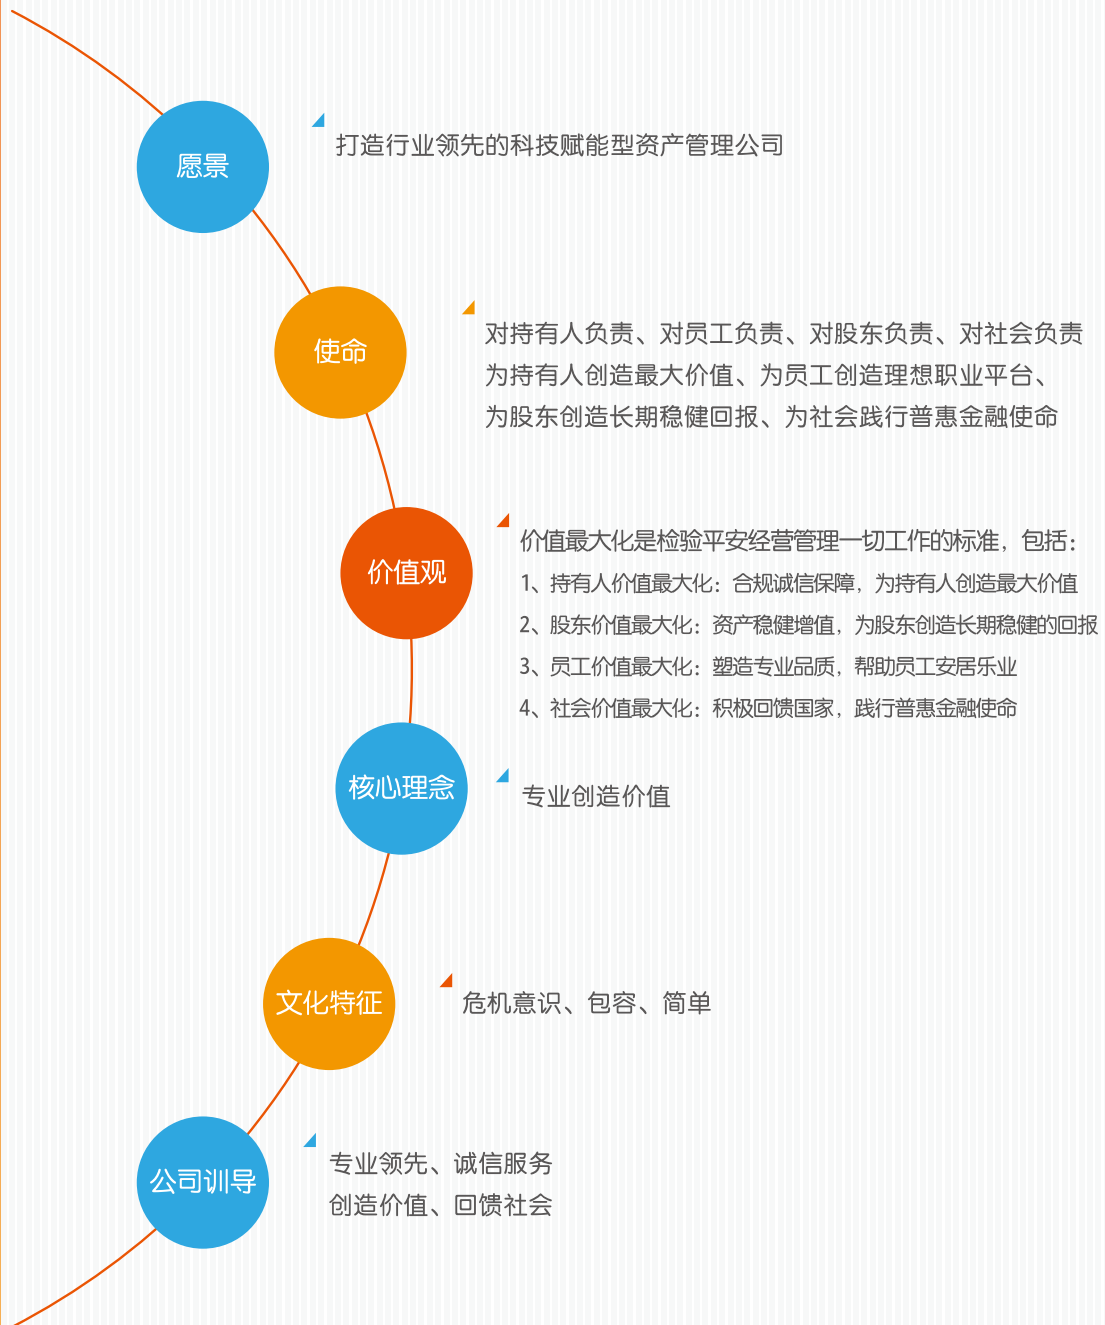 愿景
打造行业领先的科技赋能型资产管理公司
使命
对持有人负责、对员工负责、对股东负责、对社会负责
为持有人创造最大价值、为员工创造理想职业平台、
为股东创造长期稳健回报、为社会践行普惠金融使命
价值观
价值最大化是检验平安经营管理一切工作的标准，包括：
1、持有人价值最大化：合规诚信保障，为持有人创造最大价值
2、股东价值最大化：资产稳健增值，为股东创造长期稳健的回报
3、员工价值最大化：塑造专业品质，帮助员工安居乐业
4、社会价值最大化：积极回馈国家，践行普惠金融使命
核心理念
专业创造价值
文化特征
危机意识、包容、简单
公司训导
专业领先、诚信服务
创造价值、回馈社会